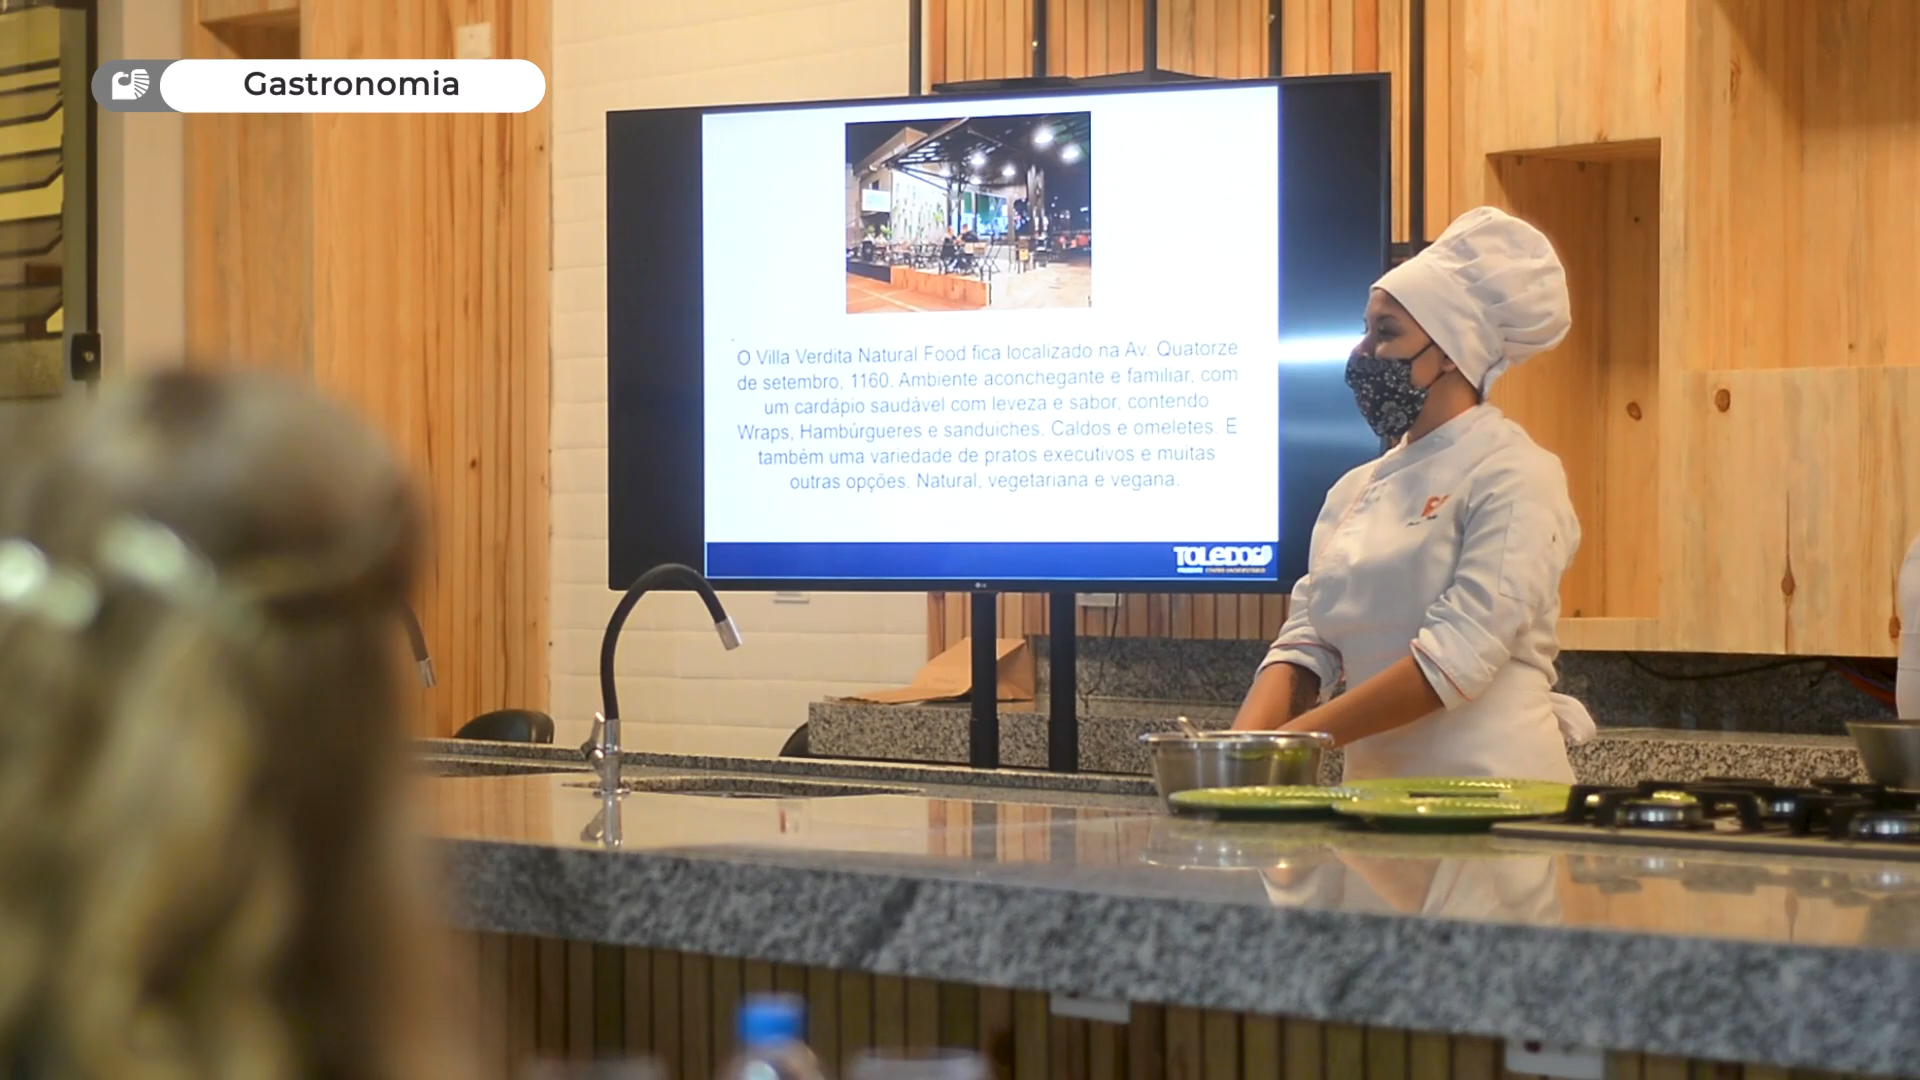 Gastronomia
O Villa Verdita Natural Food fica localizado na Av. Quatorze
de setembro, 1160. Ambiente aconchegante e familiar, com
um cardápio saudável com leveza e sabor, contendo
Wraps, Hambúrgueres e sanduiches. Caldos e omeletes. E
também uma variedade de pratos executivos e muitas
outras opções. Natural, vegetariana e vegana.
TOLEDO
LG